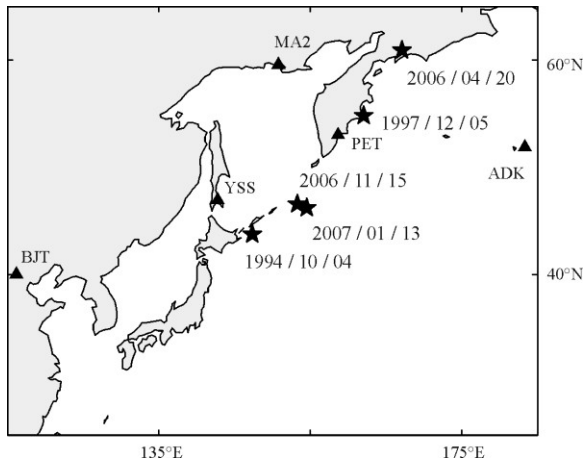 MA2
60°N
2006 / 04 / 20
1997 / 12 / 05
PET
ADK
2006 / 11 / 15
YSS
2007 / 01 / 13
BJT
1994 / 10 / 04
40°N
135°E
175°E